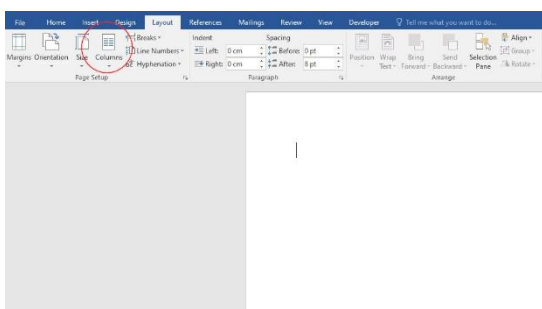 File Home Insert Design Layout References Mailings Review View Developer Tell me what you want to do...
Breaks Indent Spacing Align
Line Numbers Left: 0 cm Before: 0 pt Group
Margins Orientation Size Columns Hyphenation Right: 0 cm After: 8 pt Position Wrap Text Bring Forward Send Backward Selection Pane Rotate
Page Setup Paragraph Arrange